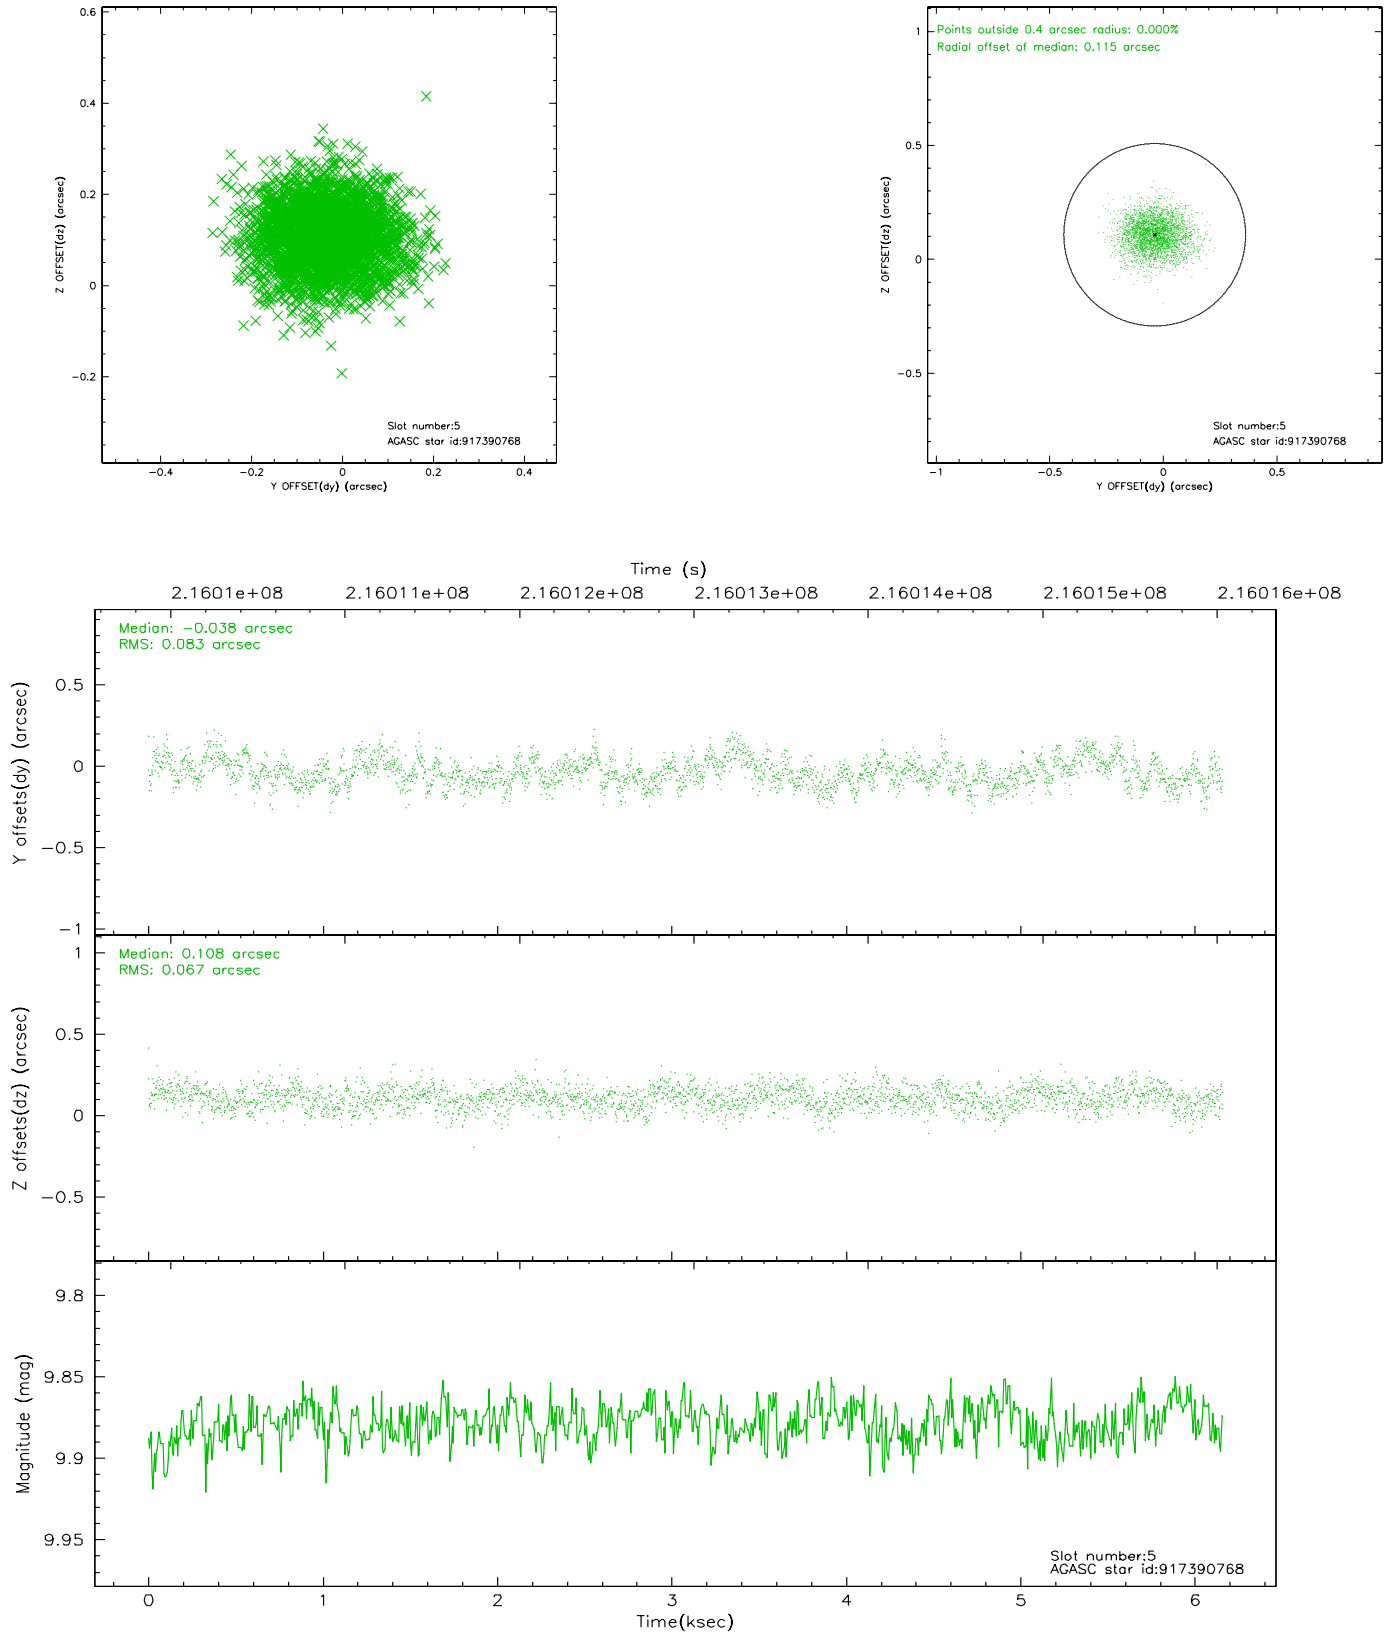 0.6
0.4
0.2
0
−0.2
Z OFFSET(dz) (arcsec)
Slot number:5
AGASC star id:917390768
−0.4 −0.2 0 0.2 0.4
Y OFFSET(dy) (arcsec)
Points outside 0.4 arcsec radius: 0.000%
Radial offset of median: 0.115 arcsec
1
0.5
0
−0.5
Z OFFSET(dz) (arcsec)
Slot number:5
AGASC star id:917390768
−1 −0.5 0 0.5
Y OFFSET(dy) (arcsec)
Time (s)
2.1601e+08 2.16011e+08 2.16012e+08 2.16013e+08 2.16014e+08 2.16015e+08 2.16016e+08
Median: −0.038 arcsec
RMS: 0.083 arcsec
0.5
0
−0.5
−1
Y offsets(dy) (arcsec)
Median: 0.108 arcsec
RMS: 0.067 arcsec
1
0.5
0
−0.5
Z offsets(dz) (arcsec)
9.8
9.85
9.9
9.95
Magnitude (mag)
Slot number:5
AGASC star id:917390768
0 1 2 3 4 5 6
Time(ksec)